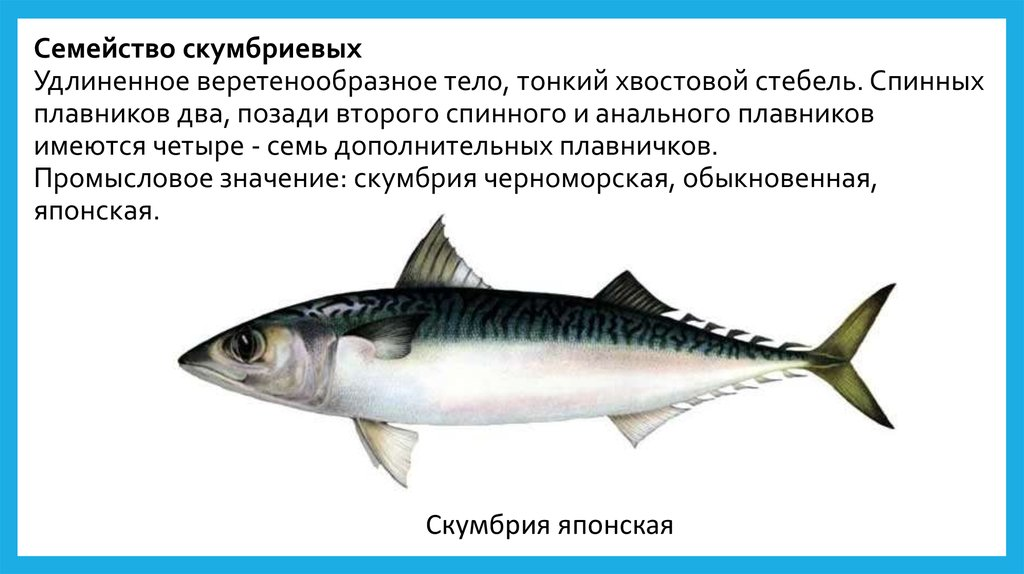 Семейство скумбриевых
Удлиненное веретенообразное тело, тонкий хвостовой стебель. Спинных
плавников два, позади второго спинного и анального плавников
имеются четыре - семь дополнительных плавничков.
Промысловое значение: скумбрия черноморская, обыкновенная,
японская.
Скумбрия японская